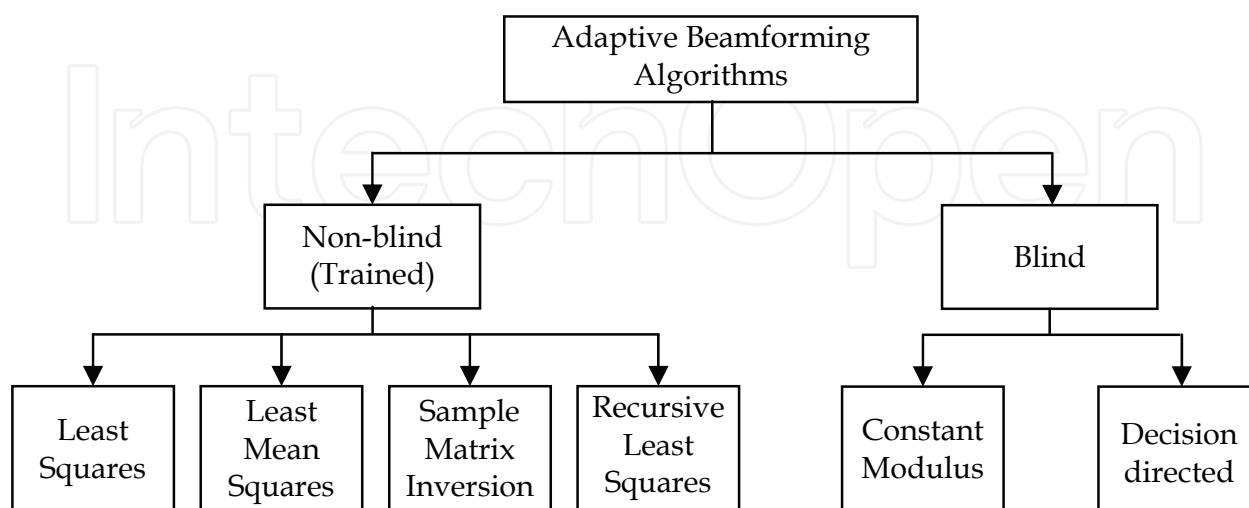 Adaptive Beamforming
Algorithms
IntechOpen
Non-blind
(Trained)
Blind
Least
Squares
Least
Mean
Squares
Sample
Matrix
Inversion
Recursive
Least
Squares
Constant
Modulus
Decision
directed